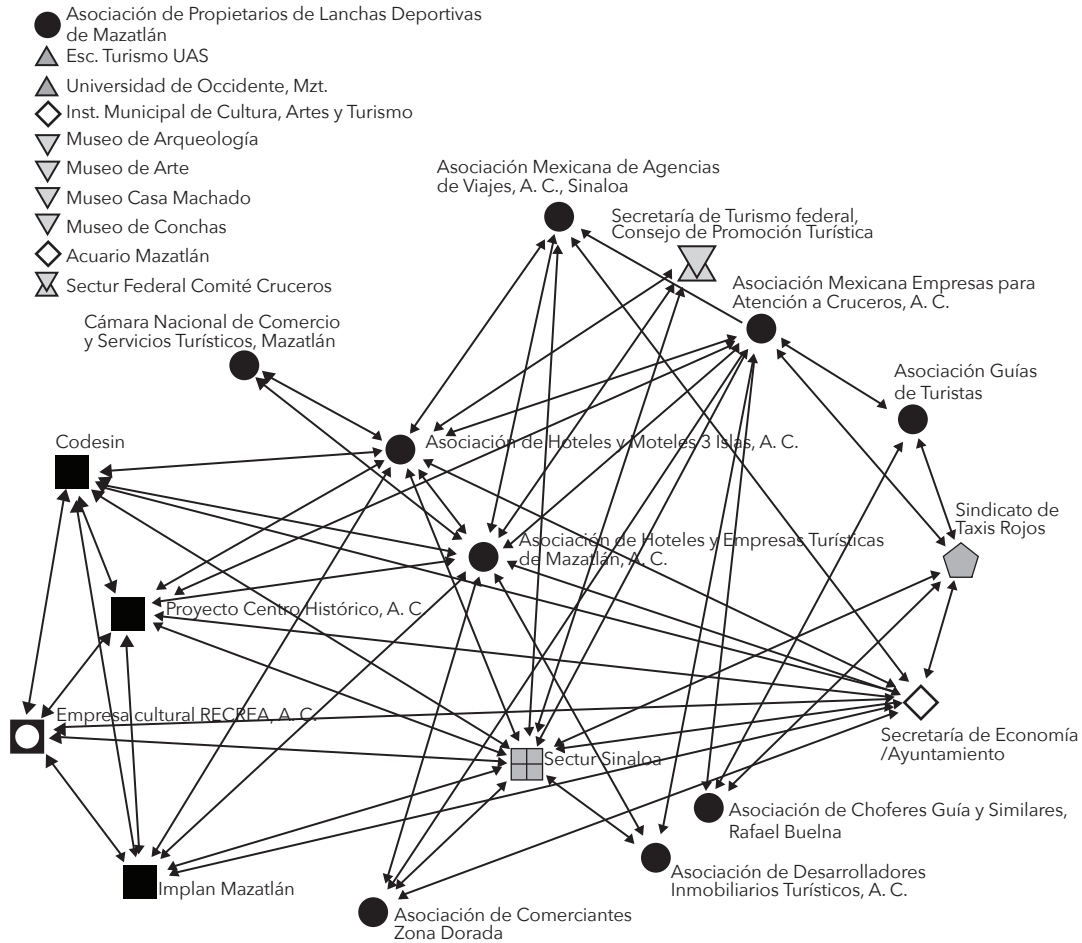 Asociación de Propietarios de Lanchas Deportivas
de Mazatlán
Esc. Turismo UAS
Universidad de Occidente, Mzt.
Inst. Municipal de Cultura, Artes y Turismo
Museo de Arqueología
Museo de Arte
Museo Casa Machado
Museo de Conchas
Acuario Mazatlán
Sectur Federal Comité Cruceros
Asociación Mexicana de Agencias
de Viajes, A. C., Sinaloa
Secretaría de Turismo federal,
Consejo de Promoción Turística
Asociación Mexicana Empresas para
Atención a Cruceros, A. C.
Cámara Nacional de Comercio
y Servicios Turísticos, Mazatlán
Asociación Guías
de Turistas
Codesin
Asociación de Hoteles y Moteles 3 Islas, A. C.
Sindicato de
Taxis Rojos
Asociación de Hoteles y Empresas Turísticas
de Mazatlán, A. C.
Proyecto Centro Histórico, A. C.
Empresa cultural RECREA, A. C.
Secretaría de Economía
/Ayuntamiento
Sectur Sinaloa
Asociación de Choferes Guía y Similares,
Rafael Buelna
Asociación de Desarrolladores
Inmobiliarios Turísticos, A. C.
Implan Mazatlán
Asociación de Comerciantes
Zona Dorada